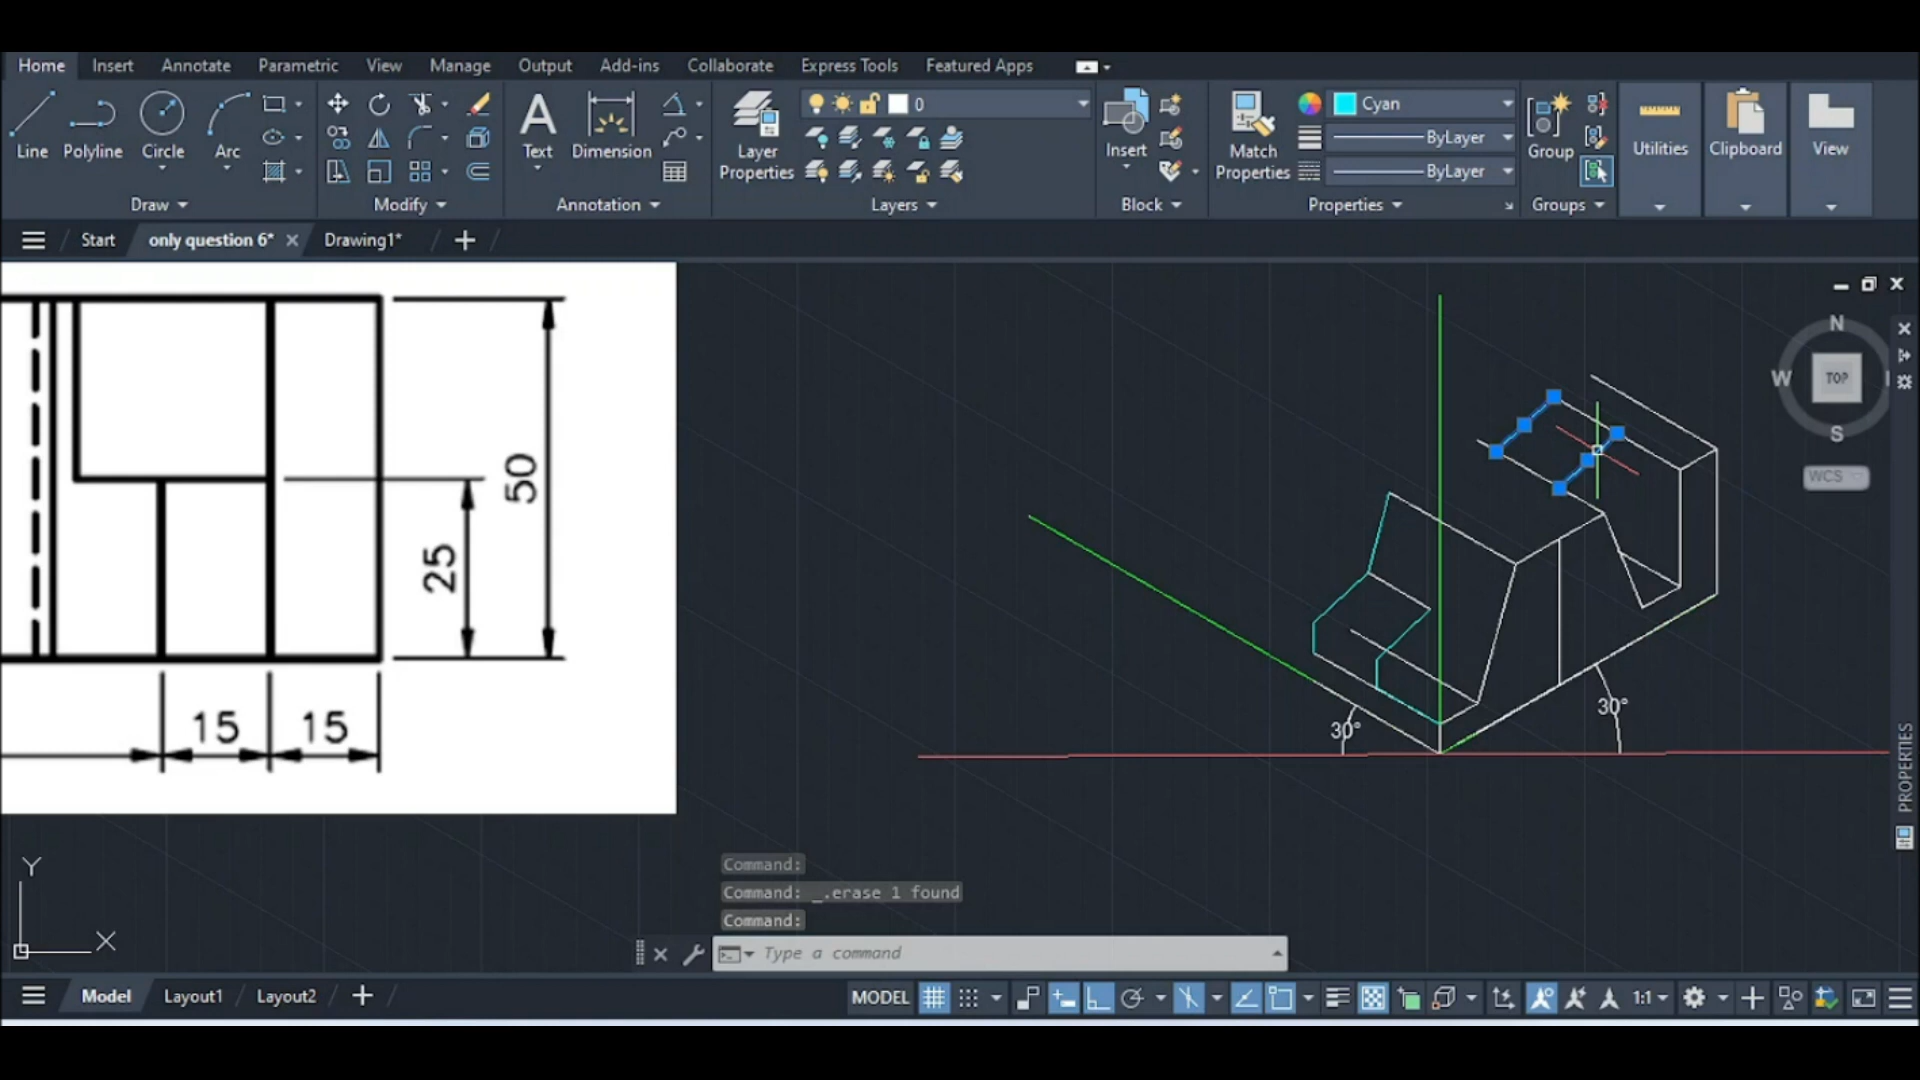 Home Insert Annotate Parametric View Manage Output Add-ins Collaborate Express Tools Featured Apps
0
Cyan
ByLayer
ByLayer
Line Polyline Circle Arc
Text Dimension
Layer
Properties
Insert
Match
Properties
Group
Utilities Clipboard View
Draw Modify Annotation Layers Block Properties Groups
Start only question 6* Drawing1*
N
W TOP
S
WCS
50
25
15 15
30° 30°
PROPERTIES
Y
X
Command:
Command: _.erase 1 found
Command:
Type a command
Model Layout1 Layout2
MODEL 1:1